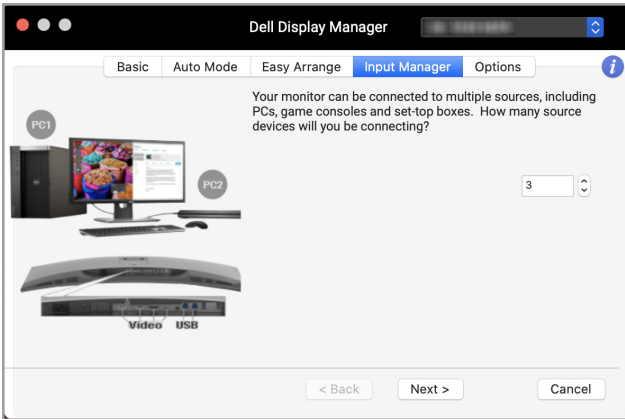 Dell Display Manager
Basic Auto Mode Easy Arrange Input Manager Options i
Your monitor can be connected to multiple sources, including
PCs, game consoles and set-top boxes. How many source
devices will you be connecting?
PC1
3
PC2
Video USB
< Back Next > Cancel